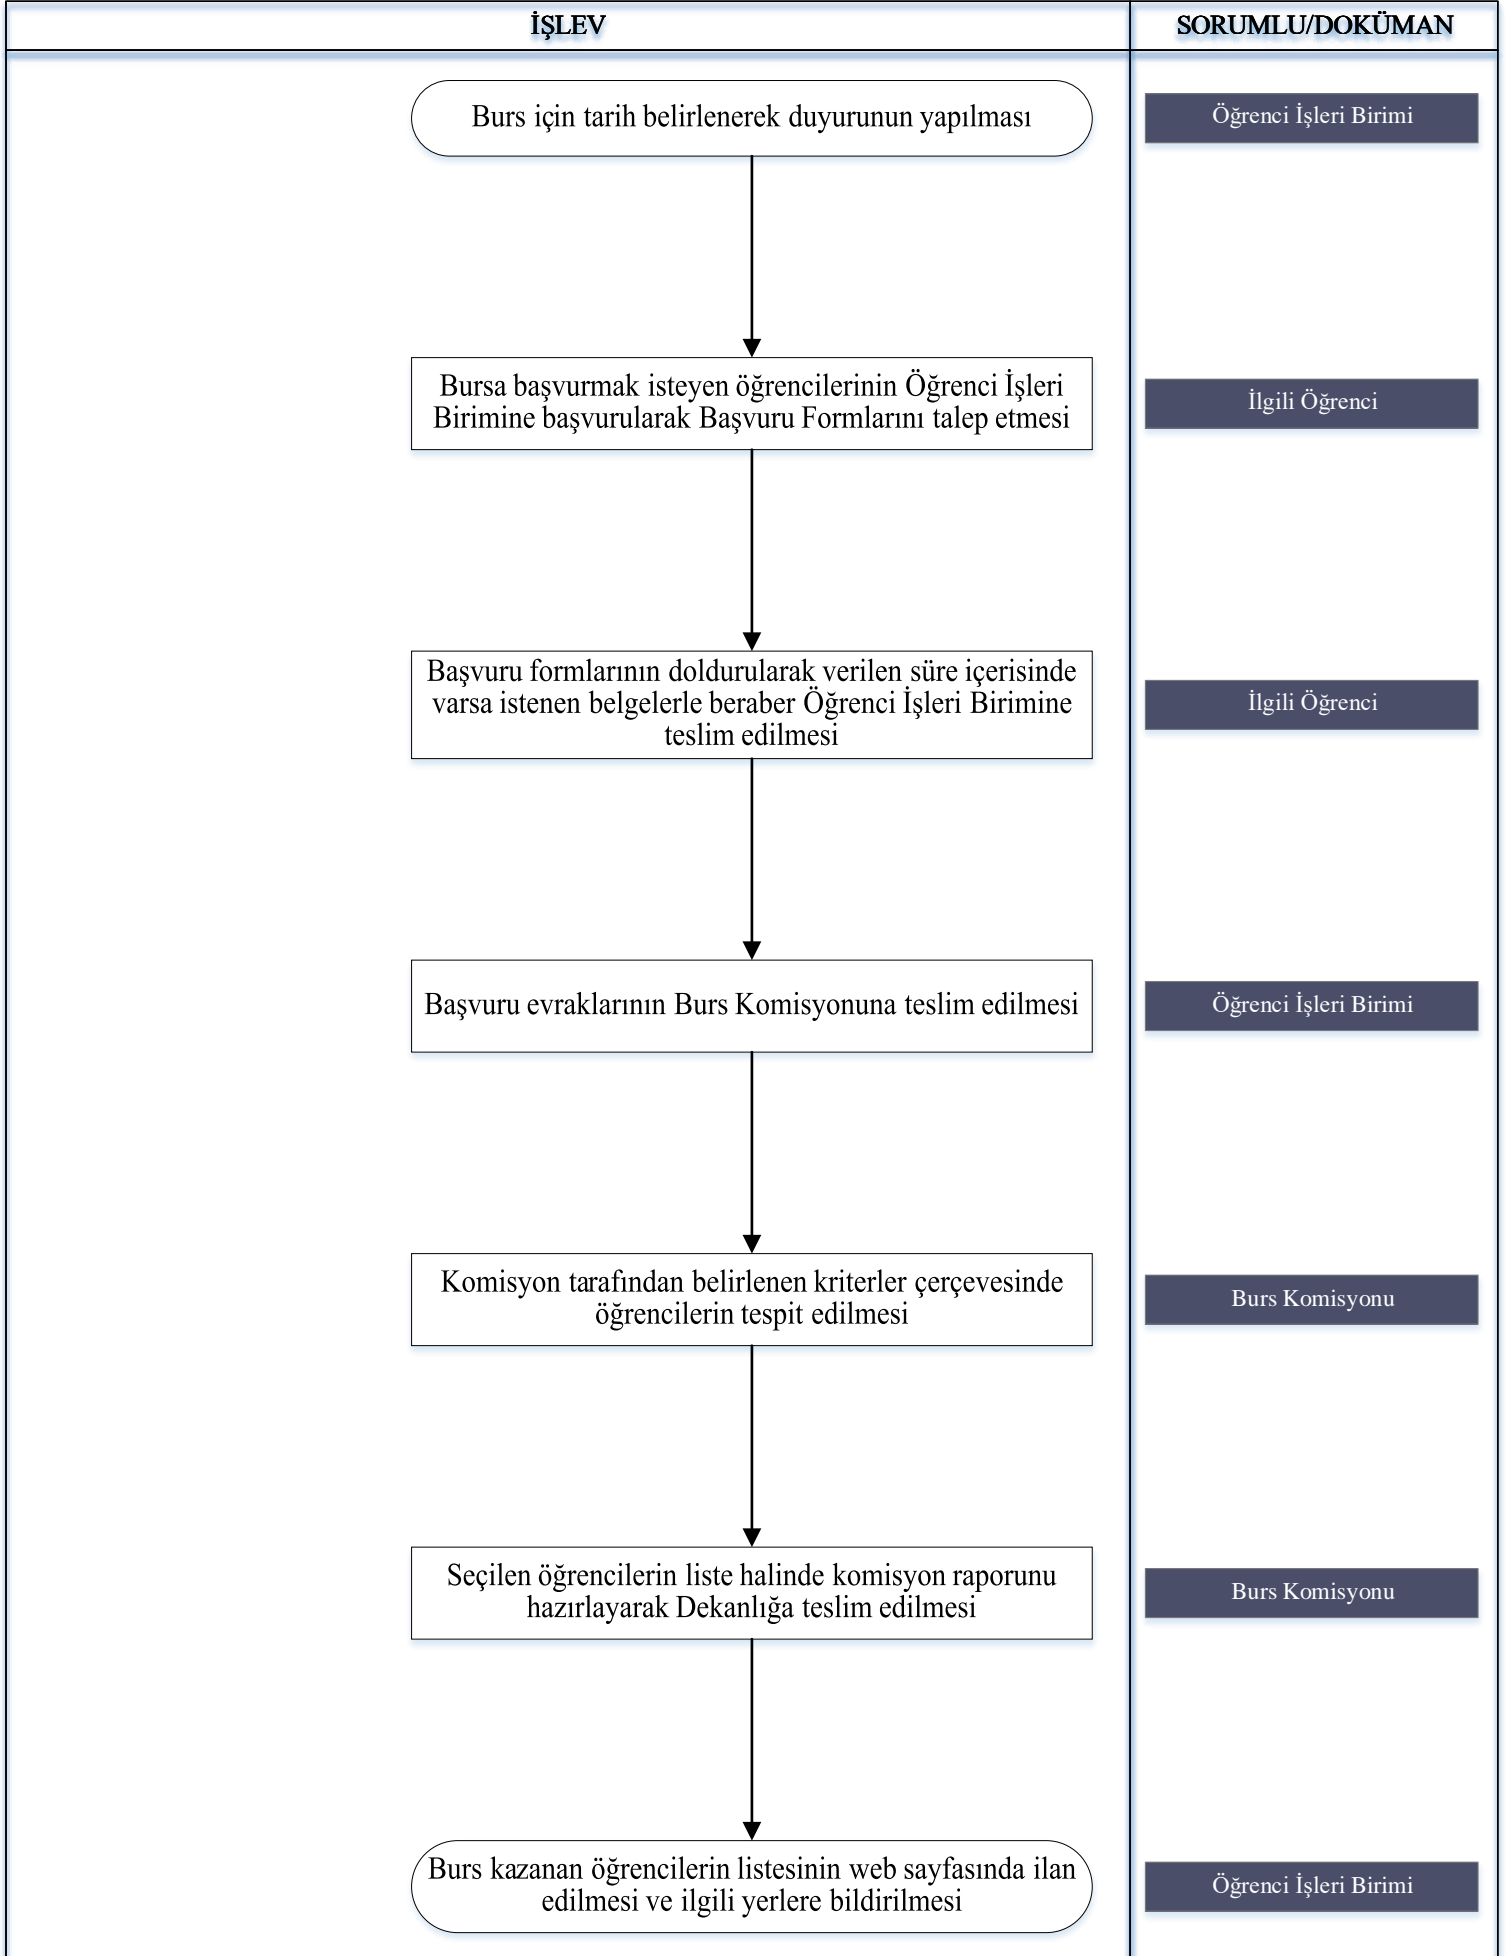 İŞLEV
SORUMLU/DOKÜMAN
Burs için tarih belirlenerek duyurunun yapılması
Öğrenci İşleri Birimi
Bursa başvurmak isteyen öğrencilerinin Öğrenci İşleri
Birimine başvurularak Başvuru Formlarını talep etmesi
İlgili Öğrenci
Başvuru formlarının doldurularak verilen süre içerisinde
varsa istenen belgelerle beraber Öğrenci İşleri Birimine
teslim edilmesi
İlgili Öğrenci
Başvuru evraklarının Burs Komisyonuna teslim edilmesi
Öğrenci İşleri Birimi
Komisyon tarafından belirlenen kriterler çerçevesinde
öğrencilerin tespit edilmesi
Burs Komisyonu
Seçilen öğrencilerin liste halinde komisyon raporunu
hazırlayarak Dekanlığa teslim edilmesi
Burs Komisyonu
Burs kazanan öğrencilerin listesinin web sayfasında ilan
edilmesi ve ilgili yerlere bildirilmesi
Öğrenci İşleri Birimi